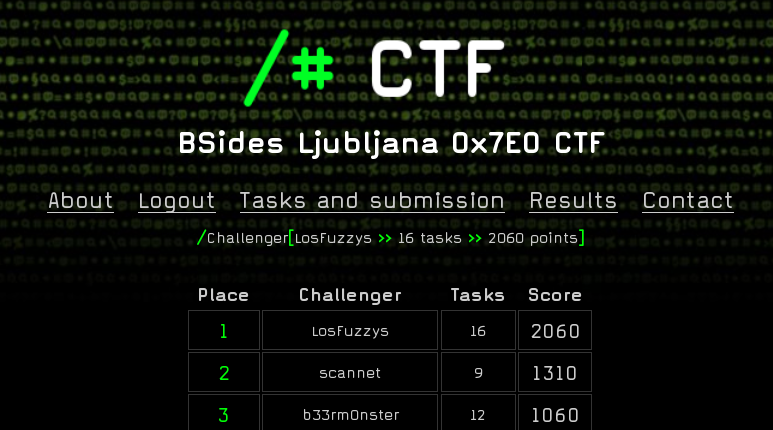 /# CTF
BSides Ljubljana 0x7E0 CTF
About Logout Tasks and submission Results Contact
/Challenger[LosFuzzys >> 16 tasks >> 2060 points]
Place Challenger Tasks Score
1 LosFuzzys 16 2060
2 scannet 9 1310
3 b33rm0nster 12 1060